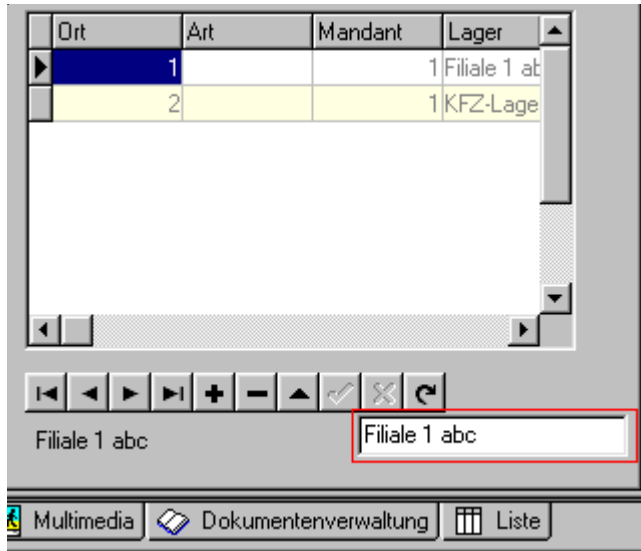 Ort Art Mandant Lager
1 1 Filiale 1 ab
2 1 KFZ-Lage
Filiale 1 abc Filiale 1 abc
Multimedia Dokumentenverwaltung Liste